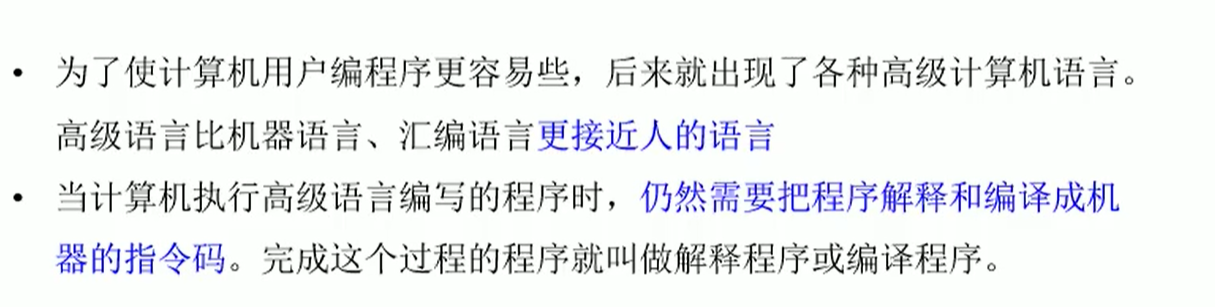 • 为了使计算机用户编程序更容易些，后来就出现了各种高级计算机语言。
高级语言比机器语言、汇编语言更接近人的语言
• 当计算机执行高级语言编写的程序时，仍然需要把程序解释和编译成机
器的指令码。完成这个过程的程序就叫做解释程序或编译程序。